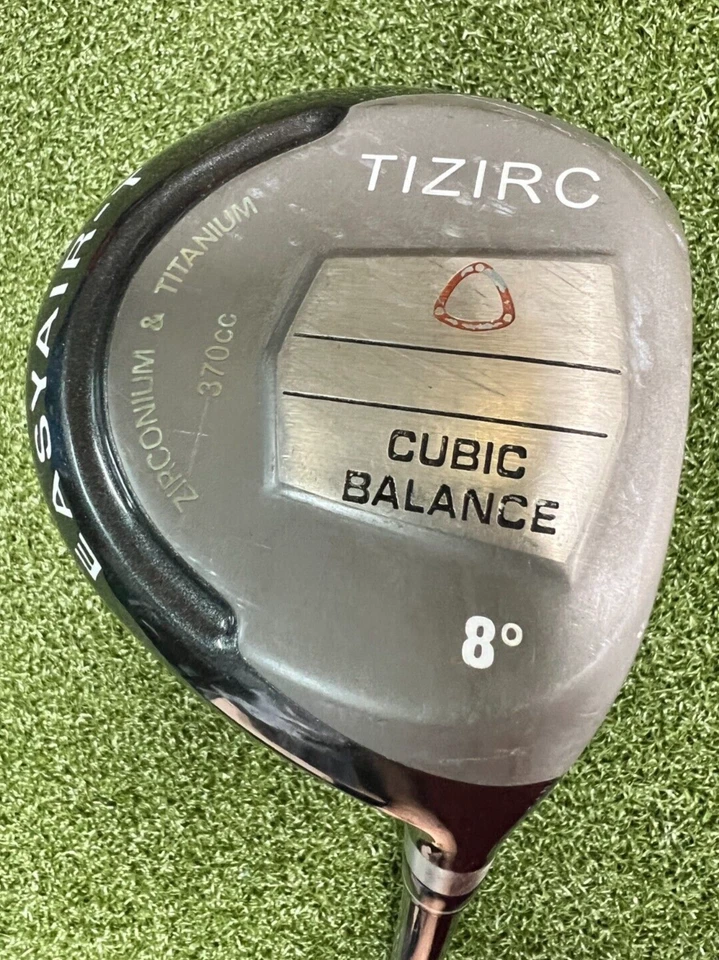 TIZIRC
EASYAIR-T
ZIRCONIUM & TITANIUM
370cc
CUBIC
BALANCE
8°